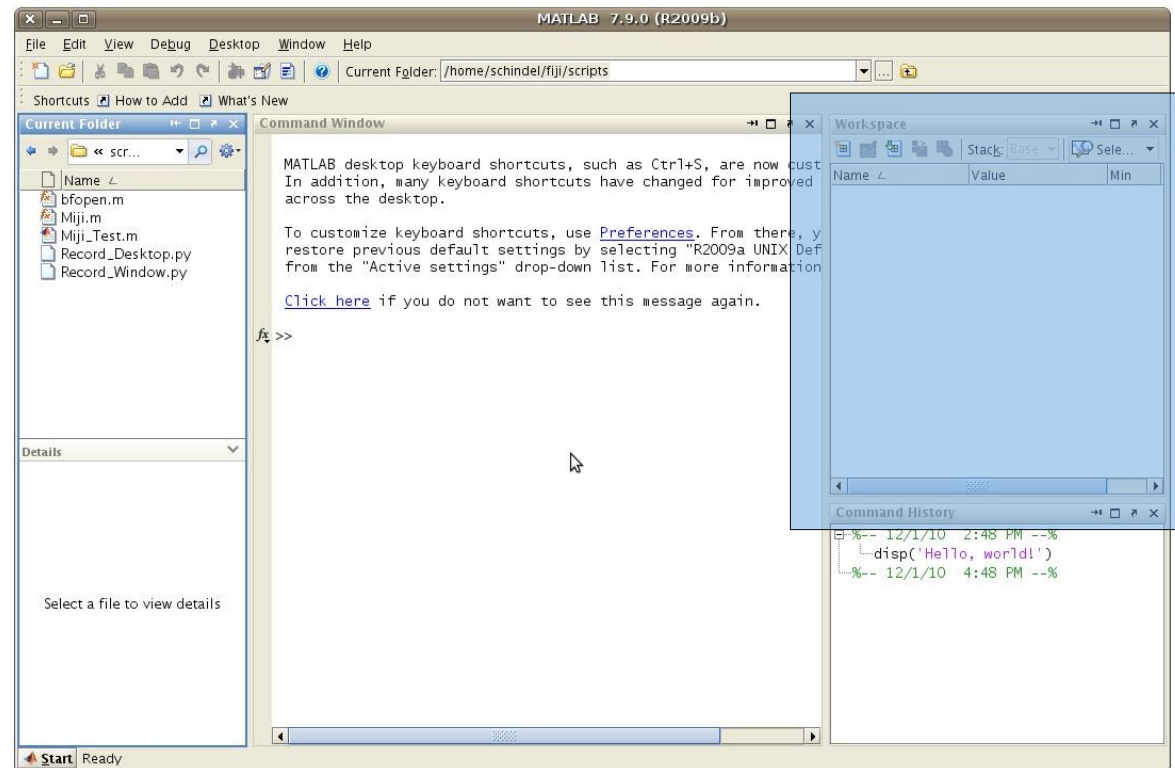 MATLAB 7.9.0 (R2009b)
File Edit View Debug Desktop Window Help
Current Folder: /home/schindel/fiji/scripts
Shortcuts How to Add What's New
Current Folder
« scr...
Name
bfopen.m
Miji.m
Miji_Test.m
Record_Desktop.py
Record_Window.py
Details
Select a file to view details
Command Window
MATLAB desktop keyboard shortcuts, such as Ctrl+S, are now cust
In addition, many keyboard shortcuts have changed for improved
across the desktop.
To customize keyboard shortcuts, use Preferences. From there, y
restore previous default settings by selecting "R2009a UNIX Def
from the "Active settings" drop-down list. For more information
Click here if you do not want to see this message again.
fx >>
Workspace
Stack: Base Sele...
Name Value Min
Command History
%-- 12/1/10 2:48 PM --%
disp('Hello, world!')
%-- 12/1/10 4:48 PM --%
Start Ready